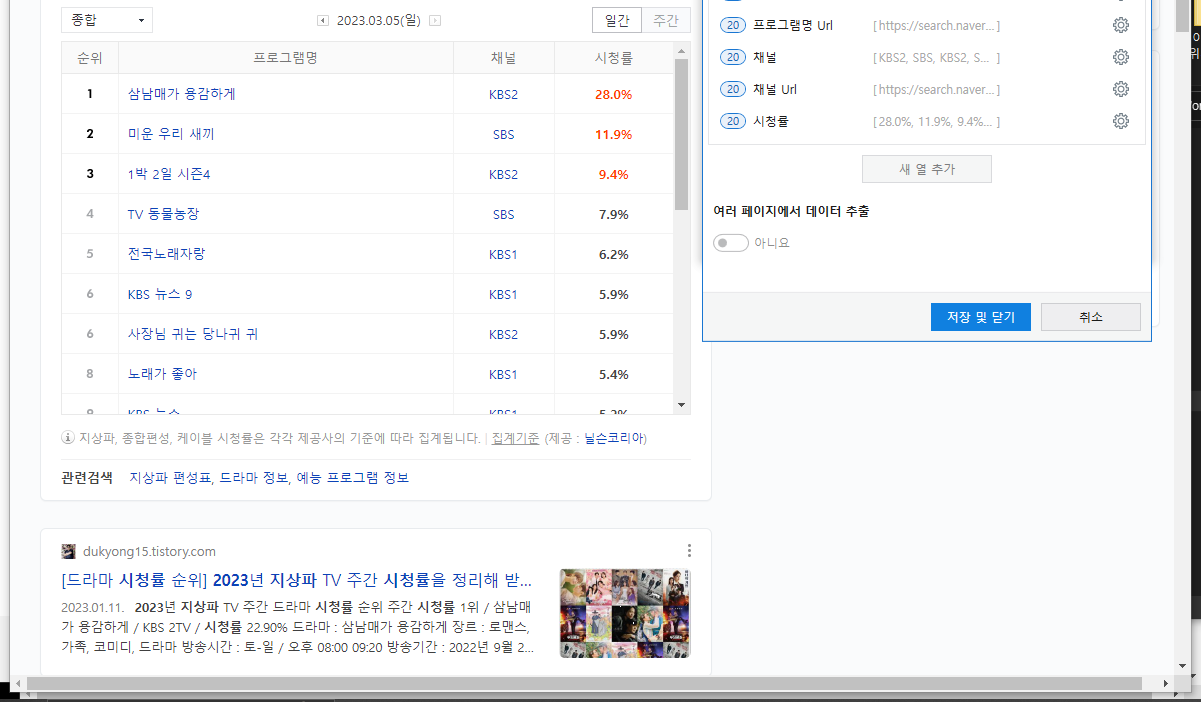 종합
2023.03.05(일)
일간 주간
순위 프로그램명 채널 시청률
1 삼남매가 용감하게 KBS2 28.0%
2 미운 우리 새끼 SBS 11.9%
3 1박 2일 시즌4 KBS2 9.4%
4 TV 동물농장 SBS 7.9%
5 전국노래자랑 KBS1 6.2%
6 KBS 뉴스 9 KBS1 5.9%
6 사장님 귀는 당나귀 귀 KBS2 5.9%
8 노래가 좋아 KBS1 5.4%
지상파, 종합편성, 케이블 시청률은 각각 제공사의 기준에 따라 집계됩니다. | 집계기준 (제공 : 닐슨코리아)
관련검색 지상파 편성표, 드라마 정보, 예능 프로그램 정보
dukyong15.tistory.com
[드라마 시청률 순위] 2023년 지상파 TV 주간 시청률을 정리해 받...
2023.01.11. 2023년 지상파 TV 주간 드라마 시청률 순위 주간 시청률 1위 / 삼남매
가 용감하게 / KBS 2TV / 시청률 22.90% 드라마 : 삼남매가 용감하게 장르 : 로맨스,
가족, 코미디, 드라마 방송시간 : 토-일 / 오후 08:00 09:20 방송기간 : 2022년 9월 2...
20 프로그램명 Url [ https://search.naver... ]
20 채널 [ KBS2, SBS, KBS2, S... ]
20 채널 Url [ https://search.naver... ]
20 시청률 [ 28.0%, 11.9%, 9.4%... ]
새 열 추가
여러 페이지에서 데이터 추출
아니요
저장 및 닫기 취소